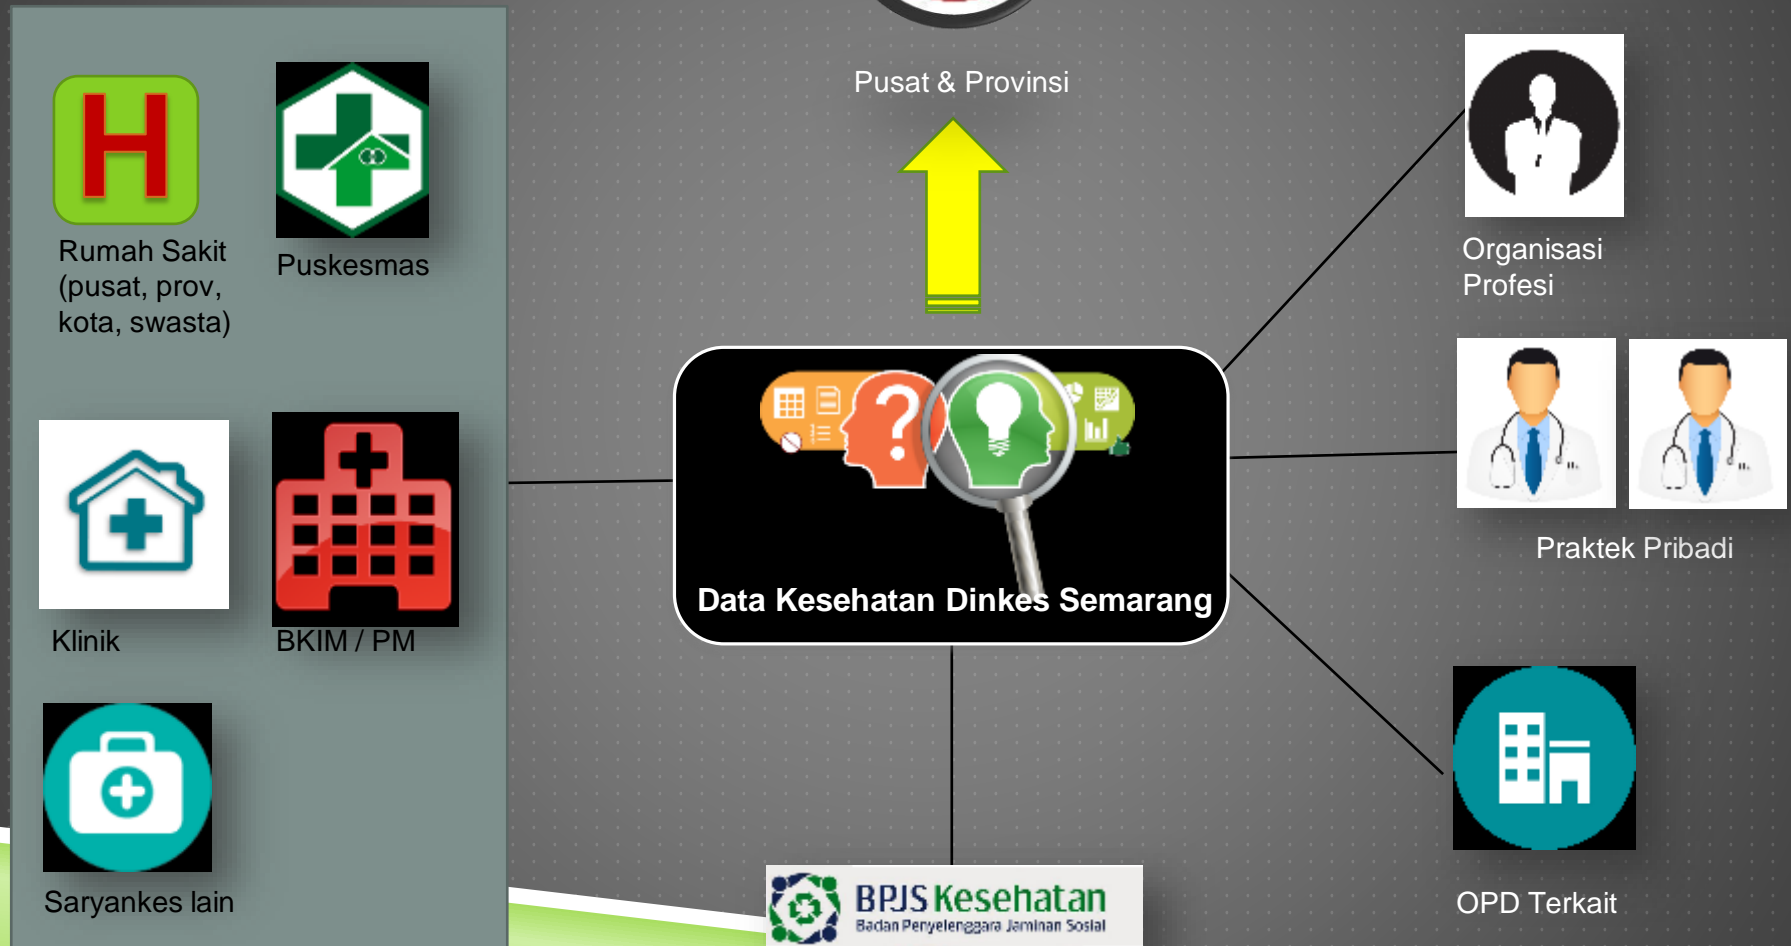 Pusat & Provinsi
H
Rumah Sakit
(pusat, prov,
kota, swasta)
Puskesmas
Klinik
BKIM / PM
Saryankes lain
?
Data Kesehatan Dinkes Semarang
BPJS Kesehatan
Badan Penyelenggara Jaminan Sosial
Organisasi
Profesi
Praktek Pribadi
OPD Terkait